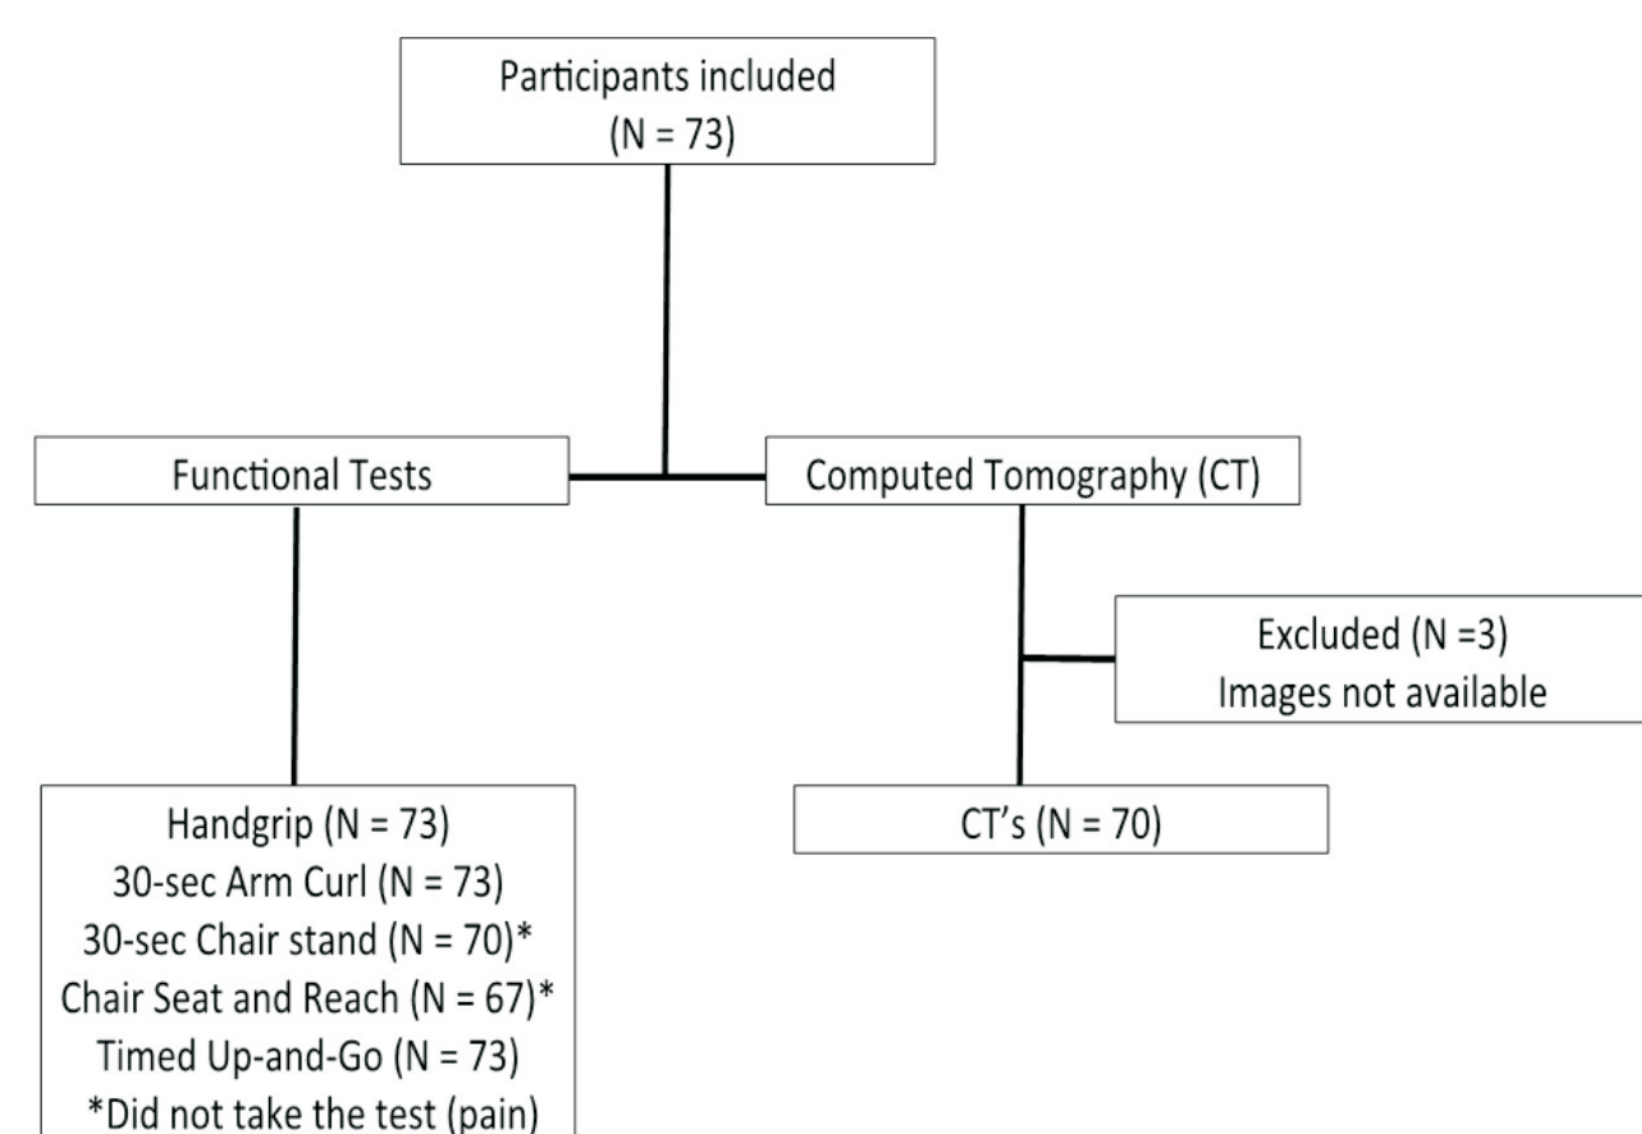 Participants included
(N = 73)
Functional Tests
Computed Tomography (CT)
Excluded (N =3)
Images not available
Handgrip (N = 73)
30-sec Arm Curl (N = 73)
30-sec Chair stand (N = 70)*
Chair Seat and Reach (N = 67)*
Timed Up-and-Go (N = 73)
*Did not take the test (pain)
CT’s (N = 70)